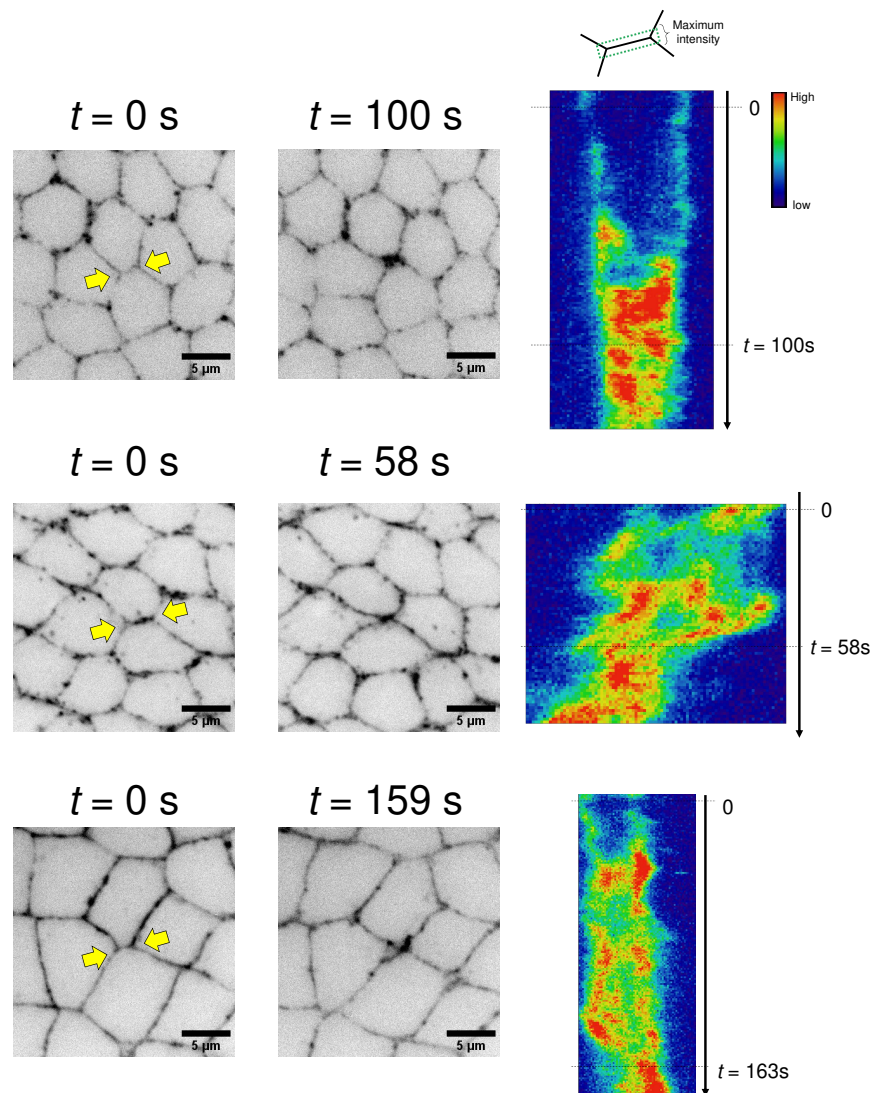 Maximum
intensity
t = 0 s
t = 100 s
0
High
low
5 µm
5 µm
t = 100s
t = 0 s
t = 58 s
0
5 µm
5 µm
t = 58s
t = 0 s
t = 159 s
0
5 µm
5 µm
t = 163s